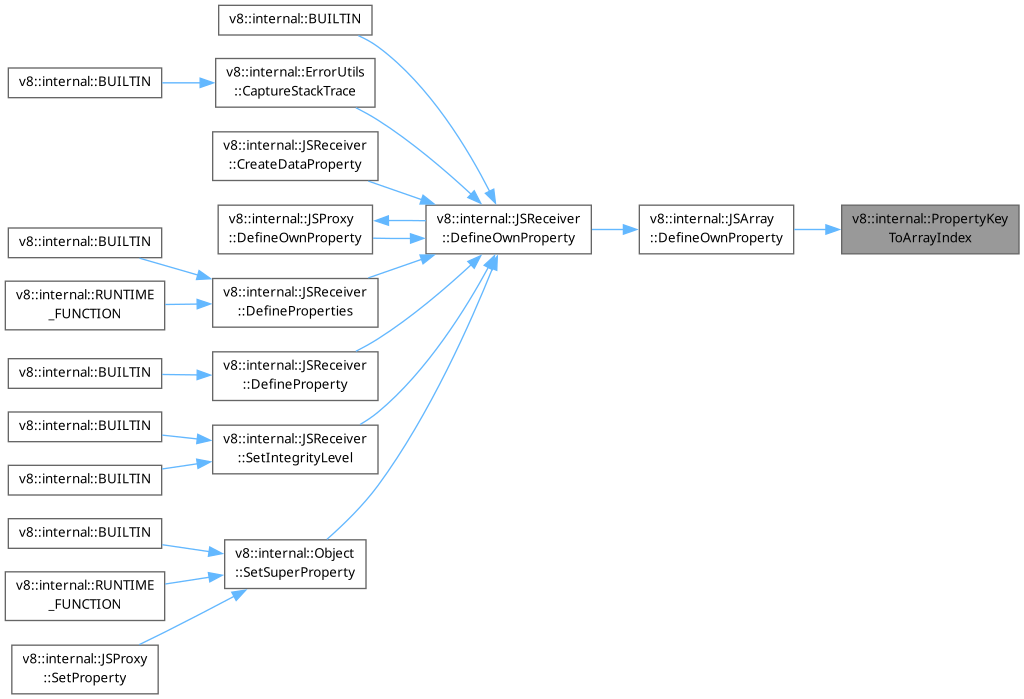 v8::internal::BUILTIN
v8::internal::ErrorUtils
::CaptureStackTrace
v8::internal::BUILTIN
v8::internal::JSReceiver
::CreateDataProperty
v8::internal::JSProxy
::DefineOwnProperty
v8::internal::JSReceiver
::DefineOwnProperty
v8::internal::JSArray
::DefineOwnProperty
v8::internal::PropertyKey
ToArrayIndex
v8::internal::BUILTIN
v8::internal::RUNTIME
_FUNCTION
v8::internal::JSReceiver
::DefineProperties
v8::internal::BUILTIN
v8::internal::JSReceiver
::DefineProperty
v8::internal::BUILTIN
v8::internal::JSReceiver
::SetIntegrityLevel
v8::internal::BUILTIN
v8::internal::BUILTIN
v8::internal::Object
::SetSuperProperty
v8::internal::RUNTIME
_FUNCTION
v8::internal::JSProxy
::SetProperty